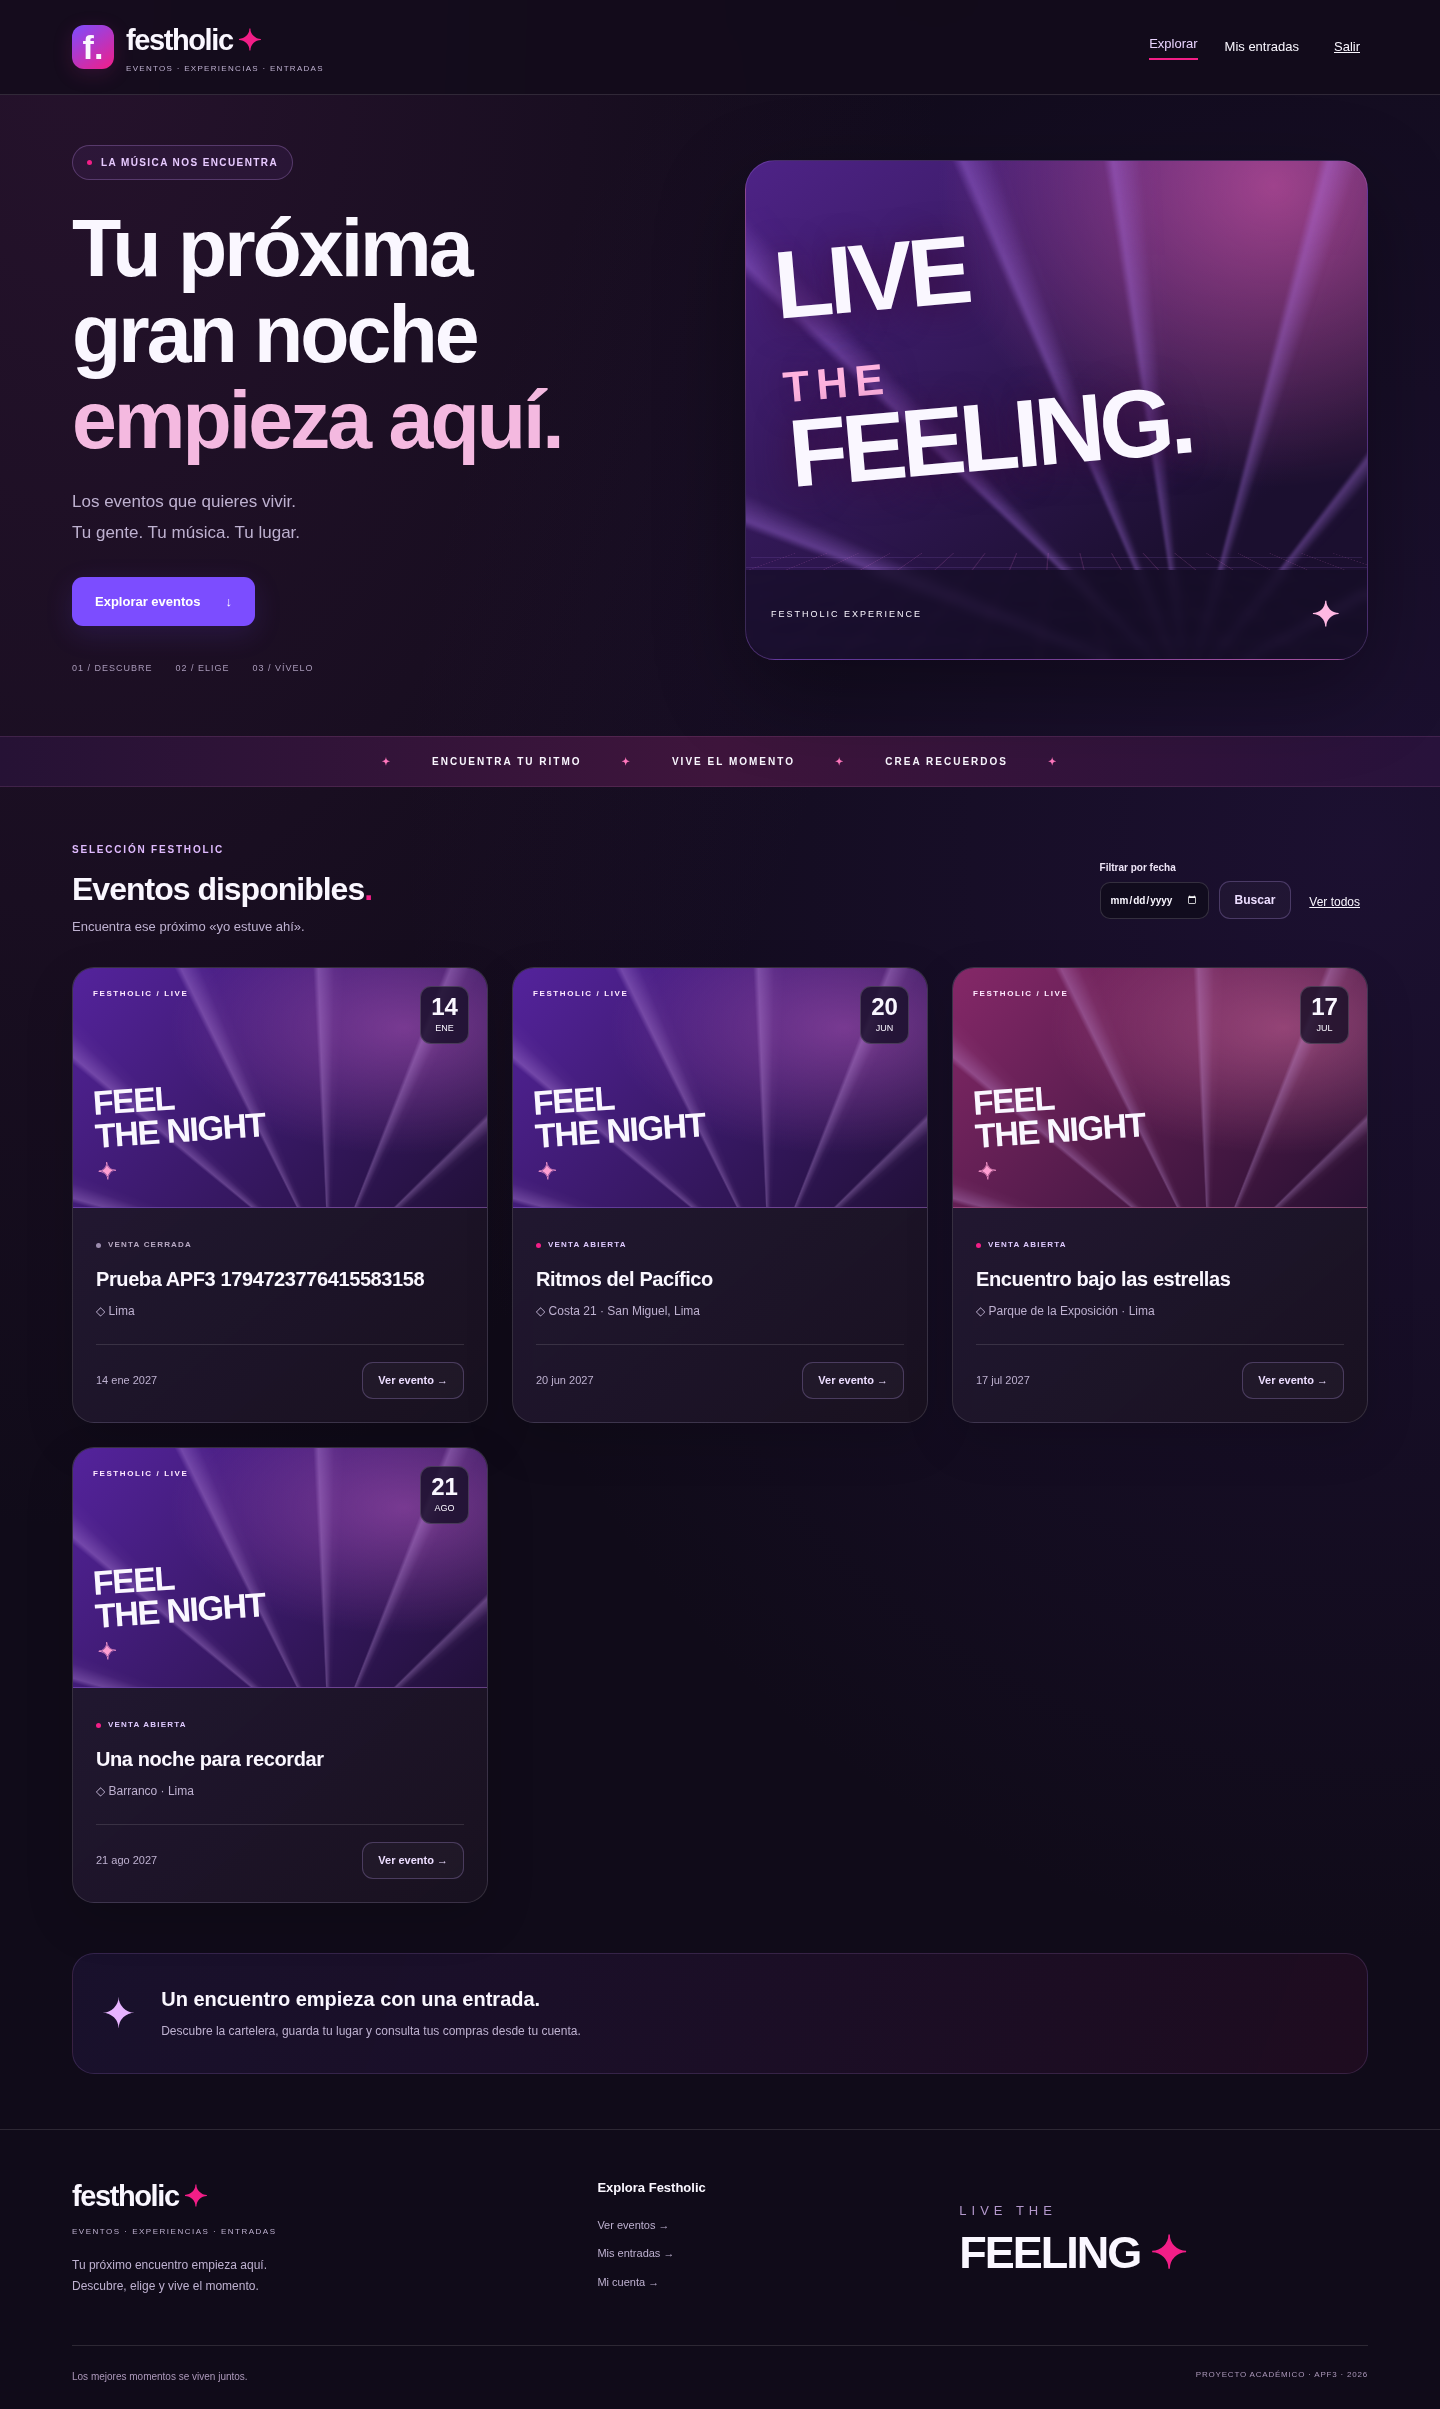 f. festholic ✦
EVENTOS · EXPERIENCIAS · ENTRADAS
Explorar Mis entradas Salir
LA MÚSICA NOS ENCUENTRA
Tu próxima
gran noche
empieza aquí.
Los eventos que quieres vivir.
Tu gente. Tu música. Tu lugar.
Explorar eventos ↓
01 / DESCUBRE 02 / ELIGE 03 / VÍVELO
LIVE
THE
FEELING.
FESTHOLIC EXPERIENCE ✦
✦ ENCUENTRA TU RITMO ✦ VIVE EL MOMENTO ✦ CREA RECUERDOS ✦
SELECCIÓN FESTHOLIC
Eventos disponibles.
Encuentra ese próximo «yo estuve ahí».
Filtrar por fecha
mm/dd/yyyy Buscar Ver todos
FESTHOLIC / LIVE
14
ENE
FEEL
THE NIGHT
✦
VENTA CERRADA
Prueba APF3 1794723776415583158
◇ Lima
14 ene 2027 Ver evento →
FESTHOLIC / LIVE
20
JUN
FEEL
THE NIGHT
✦
VENTA ABIERTA
Ritmos del Pacífico
◇ Costa 21 · San Miguel, Lima
20 jun 2027 Ver evento →
FESTHOLIC / LIVE
17
JUL
FEEL
THE NIGHT
✦
VENTA ABIERTA
Encuentro bajo las estrellas
◇ Parque de la Exposición · Lima
17 jul 2027 Ver evento →
FESTHOLIC / LIVE
21
AGO
FEEL
THE NIGHT
✦
VENTA ABIERTA
Una noche para recordar
◇ Barranco · Lima
21 ago 2027 Ver evento →
✦
Un encuentro empieza con una entrada.
Descubre la cartelera, guarda tu lugar y consulta tus compras desde tu cuenta.
festholic ✦
EVENTOS · EXPERIENCIAS · ENTRADAS
Tu próximo encuentro empieza aquí.
Descubre, elige y vive el momento.
Explora Festholic
Ver eventos →
Mis entradas →
Mi cuenta →
LIVE THE
FEELING ✦
Los mejores momentos se viven juntos.
PROYECTO ACADÉMICO · APF3 · 2026